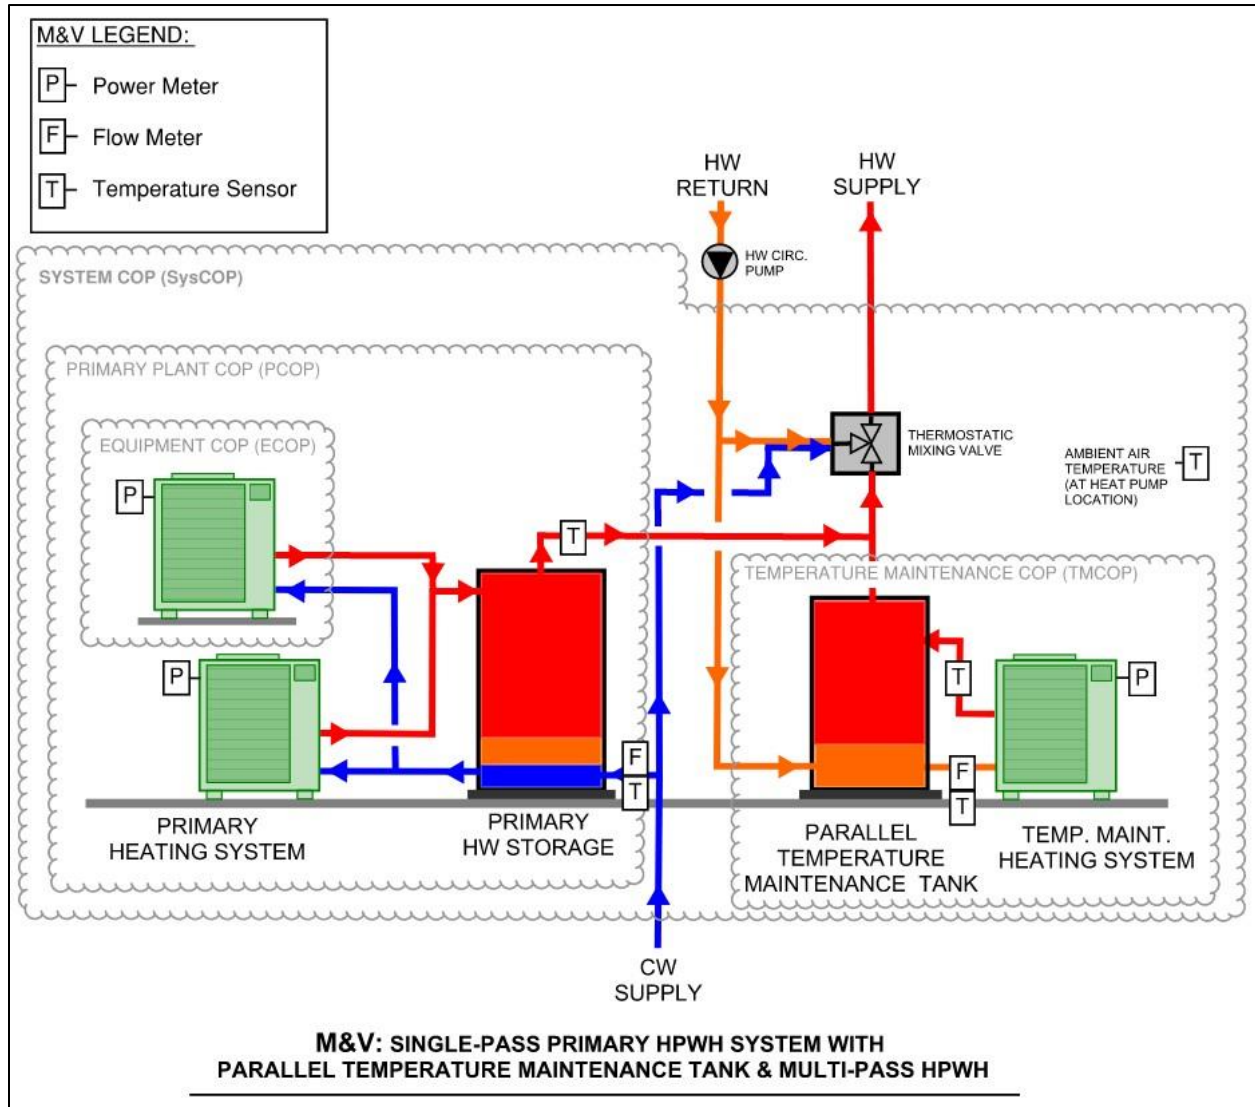 M&V LEGEND:
P Power Meter
F Flow Meter
T Temperature Sensor
HW
RETURN
HW
SUPPLY
HW CIRC.
PUMP
SYSTEM COP (SysCOP)
PRIMARY PLANT COP (PCOP)
EQUIPMENT COP (ECOP)
P
P
T
THERMOSTATIC
MIXING VALVE
AMBIENT AIR
TEMPERATURE
(AT HEAT PUMP
LOCATION)
T
TEMPERATURE MAINTENANCE COP (TMCOP)
T
P
F
T
F
T
PRIMARY
HEATING SYSTEM
PRIMARY
HW STORAGE
PARALLEL
TEMPERATURE
MAINTENANCE TANK
TEMP. MAINT.
HEATING SYSTEM
CW
SUPPLY
M&V: SINGLE-PASS PRIMARY HPWH SYSTEM WITH
PARALLEL TEMPERATURE MAINTENANCE TANK & MULTI-PASS HPWH